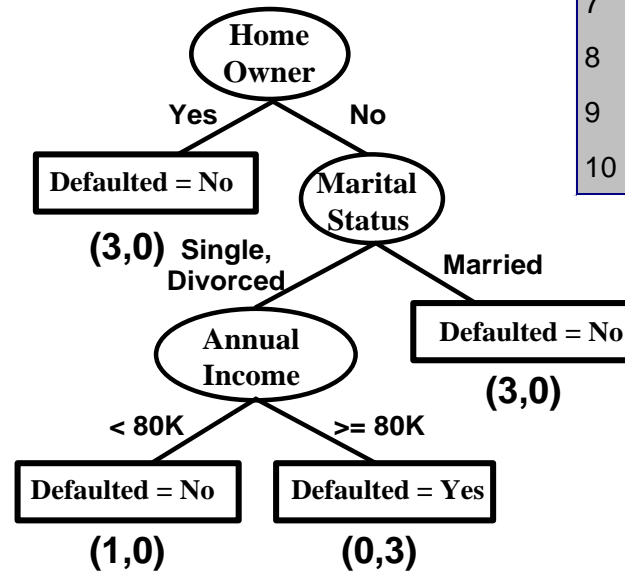 7
8
9
10
Home
Owner
Yes
No
Defaulted = No
Marital
Status
(3,0)
Single,
Divorced
Married
Annual
Income
Defaulted = No
(3,0)
< 80K
>= 80K
Defaulted = No
Defaulted = Yes
(1,0)
(0,3)